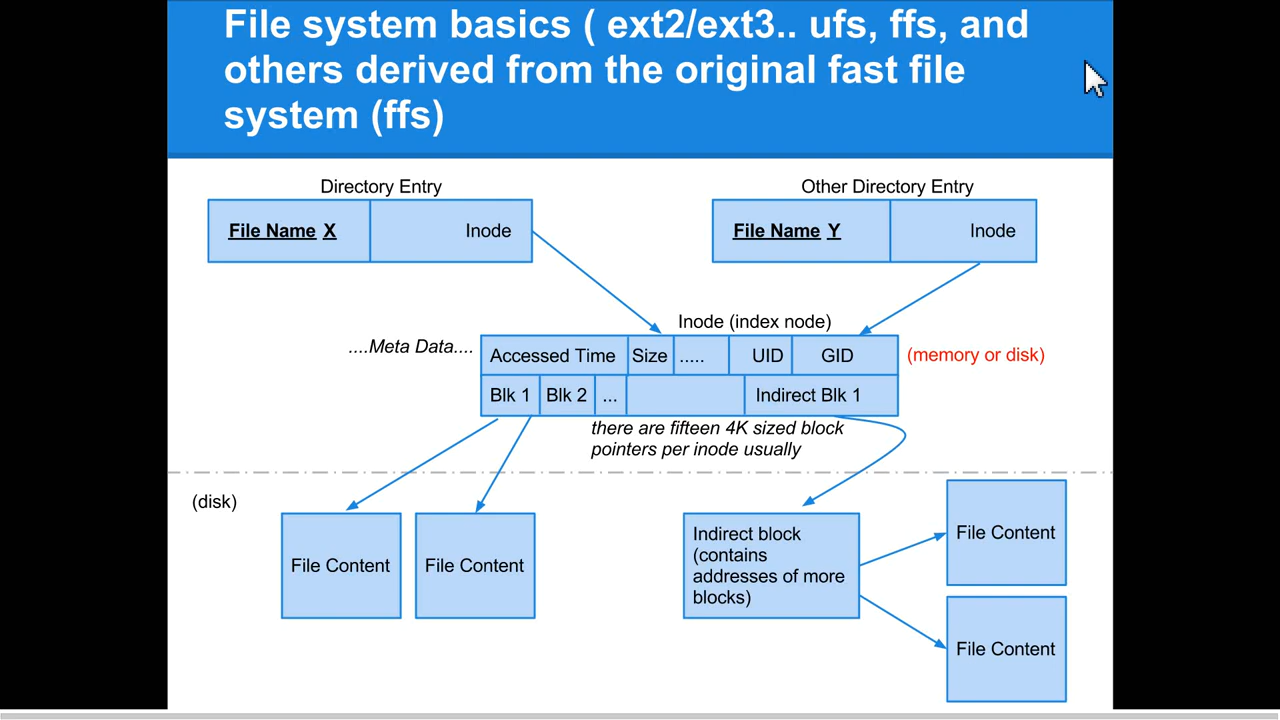 File system basics ( ext2/ext3.. ufs, ffs, and
others derived from the original fast file
system (ffs)
Directory Entry
Other Directory Entry
File Name X
Inode
File Name Y
Inode
Inode (index node)
....Meta Data....
Accessed Time
Size
.....
UID
GID
(memory or disk)
Blk 1
Blk 2
...
Indirect Blk 1
there are fifteen 4K sized block
pointers per inode usually
(disk)
File Content
File Content
Indirect block
(contains
addresses of more
blocks)
File Content
File Content